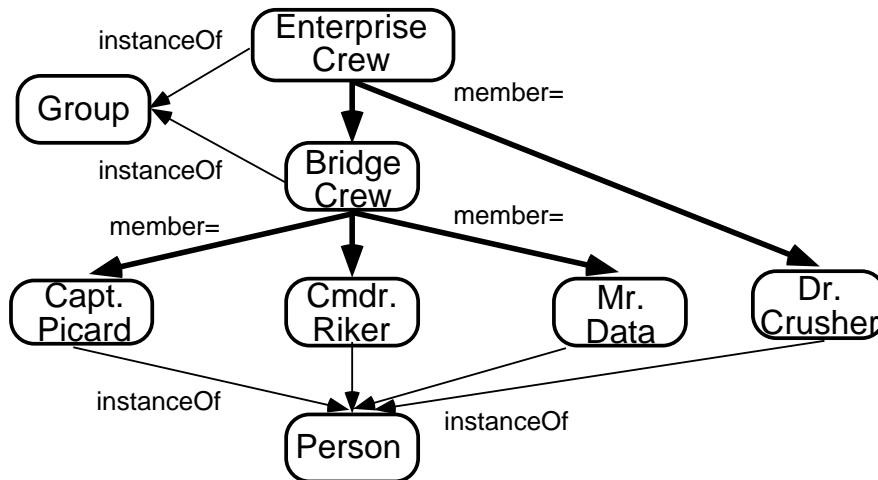 instanceOf
Enterprise
Crew
Group
member=
instanceOf
Bridge
Crew
member=
member=
Capt.
Picard
Cmdr.
Riker
Mr.
Data
Dr.
Crusher
instanceOf
instanceOf
Person